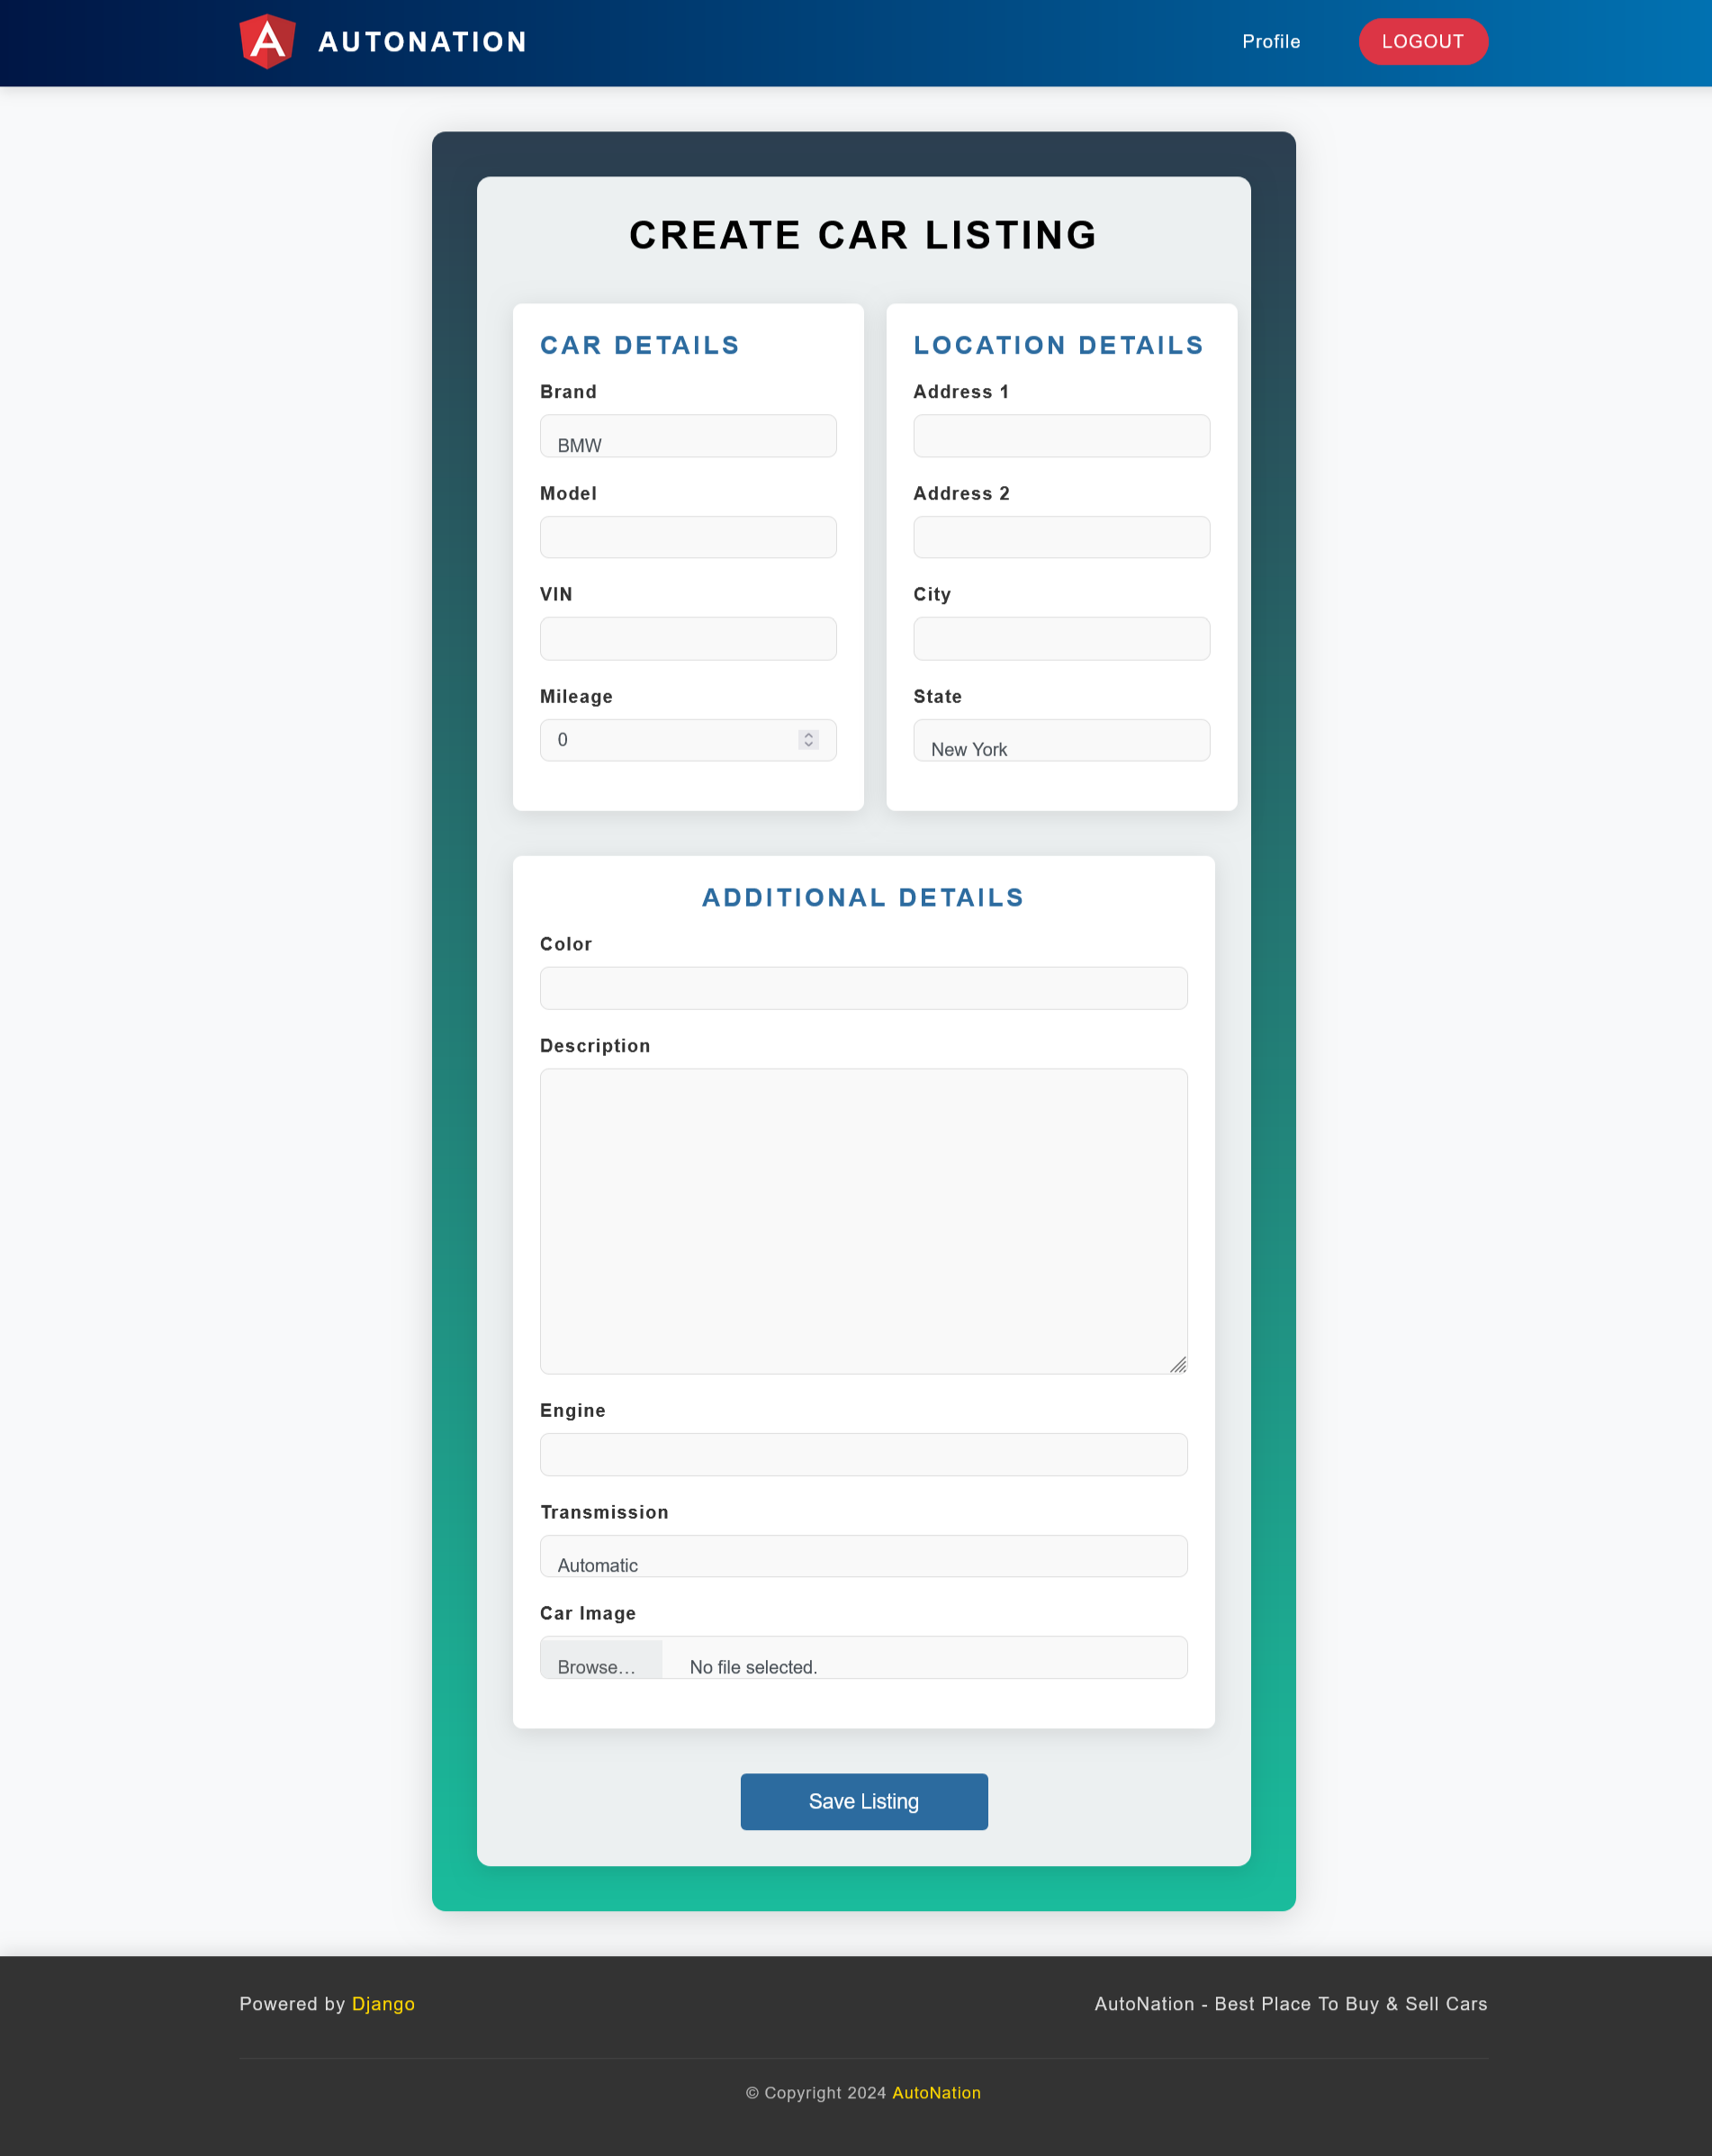 AUTONATION
Profile
LOGOUT
CREATE CAR LISTING
CAR DETAILS
Brand
BMW
Model
VIN
Mileage
0
LOCATION DETAILS
Address 1
Address 2
City
State
New York
ADDITIONAL DETAILS
Color
Description
Engine
Transmission
Automatic
Car Image
Browse... No file selected.
Save Listing
Powered by Django
AutoNation - Best Place To Buy & Sell Cars
© Copyright 2024 AutoNation